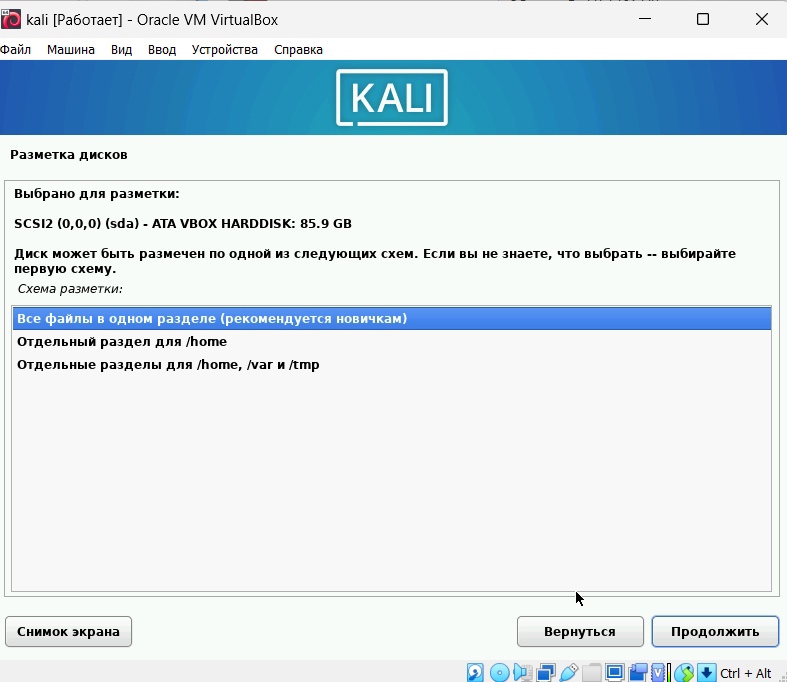 kali [Работает] - Oracle VM VirtualBox
Файл Машина Вид Ввод Устройства Справка
KALI
Разметка дисков
Выбрано для разметки:
SCSI2 (0,0,0) (sda) - ATA VBOX HARDDISK: 85.9 GB
Диск может быть размечен по одной из следующих схем. Если вы не знаете, что выбрать -- выбирайте
первую схему.
Схема разметки:
Все файлы в одном разделе (рекомендуется новичкам)
Отдельный раздел для /home
Отдельные разделы для /home, /var и /tmp
Снимок экрана Вернуться Продолжить
Ctrl + Alt